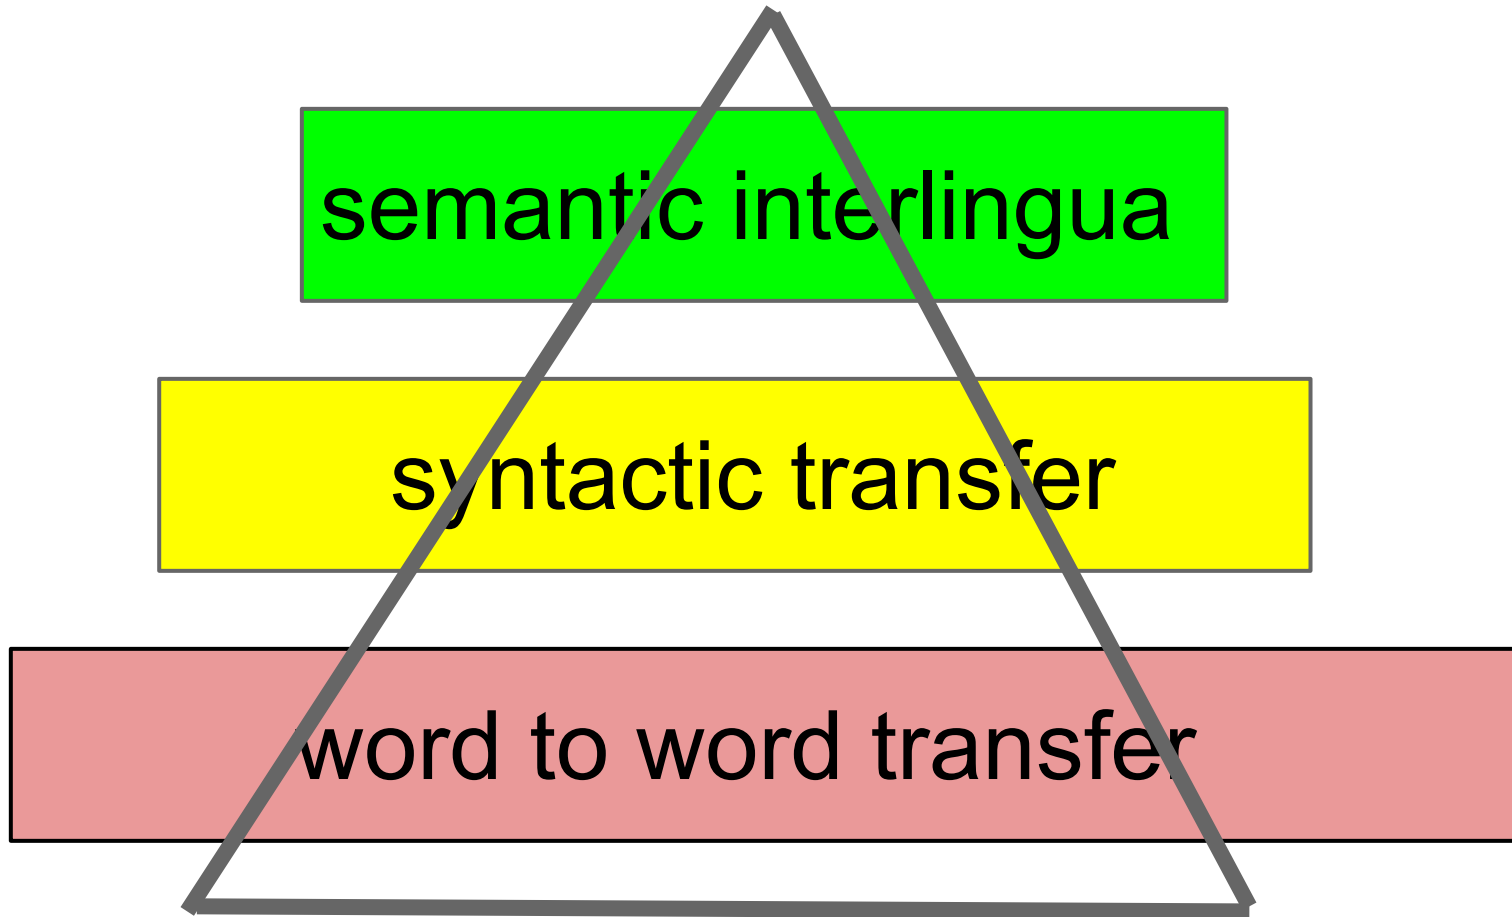 semantic interlingua
syntactic transfer
word to word transfer